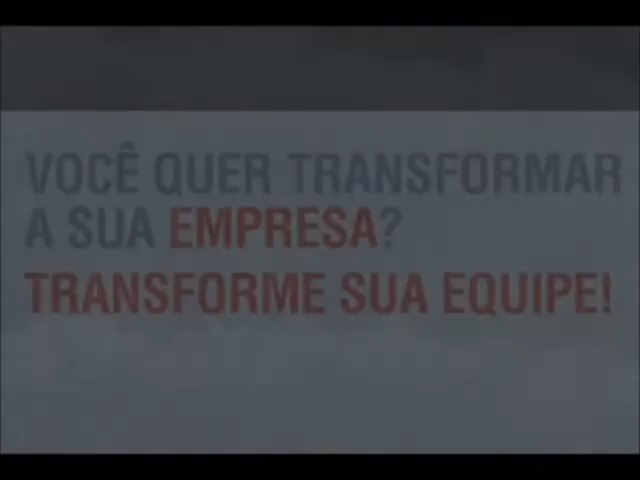 VOCÊ QUER TRANSFORMAR
A SUA EMPRESA?
TRANSFORME SUA EQUIPE!